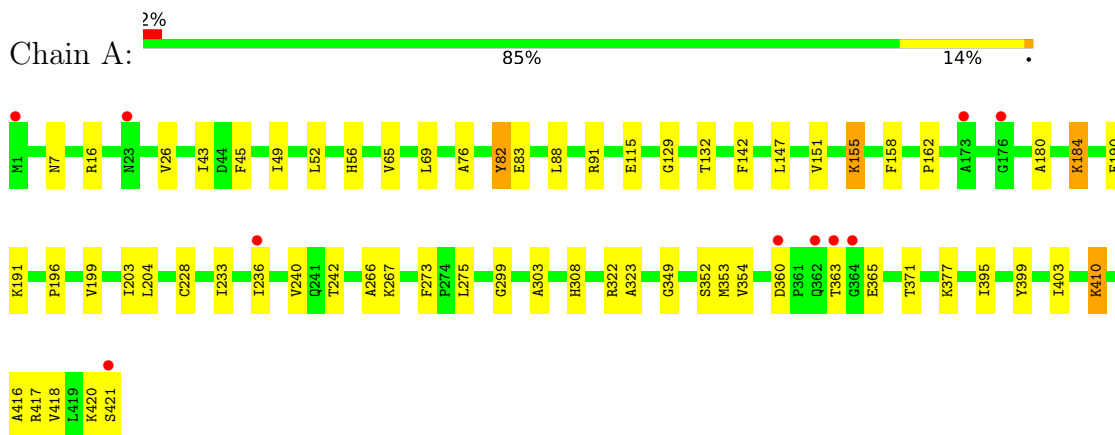 2%
Chain A:
85% 14% •
M1 N7 R16 N23 V26 I43 D44 F45 I49 L52 H56 V65 L69 A76 Y82 E83 L88 R91 E115 G129 T132 F142 L147 V151 K155 F158 P162 A173 G176 A180 K184
K191 P196 V199 I203 L204 C228 I233 I236 V240 Q241 T242 A266 K267 F273 P274 L275 G299 A303 H308 R322 A323 G349 S352 M353 V354 D360 P361 Q362 T363 G364 E365 T371 K377 I395 Y399 I403 K410
A416 R417 V418 L419 K420 S421